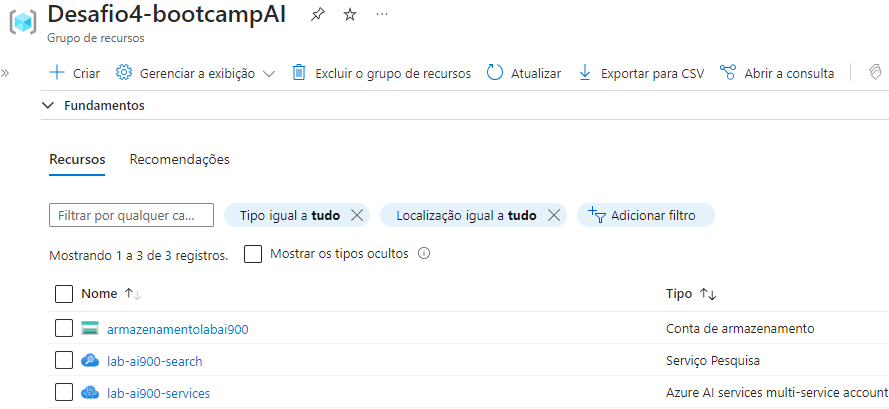 Desafio4-bootcampAI
Grupo de recursos
Criar Gerenciar a exibição Excluir o grupo de recursos Atualizar Exportar para CSV Abrir a consulta
Fundamentos
Recursos Recomendações
Filtrar por qualquer ca... Tipo igual a tudo Localização igual a tudo Adicionar filtro
Mostrando 1 a 3 de 3 registros. Mostrar os tipos ocultos
Nome Tipo
armazenamentolabai900 Conta de armazenamento
lab-ai900-search Serviço Pesquisa
lab-ai900-services Azure AI services multi-service account